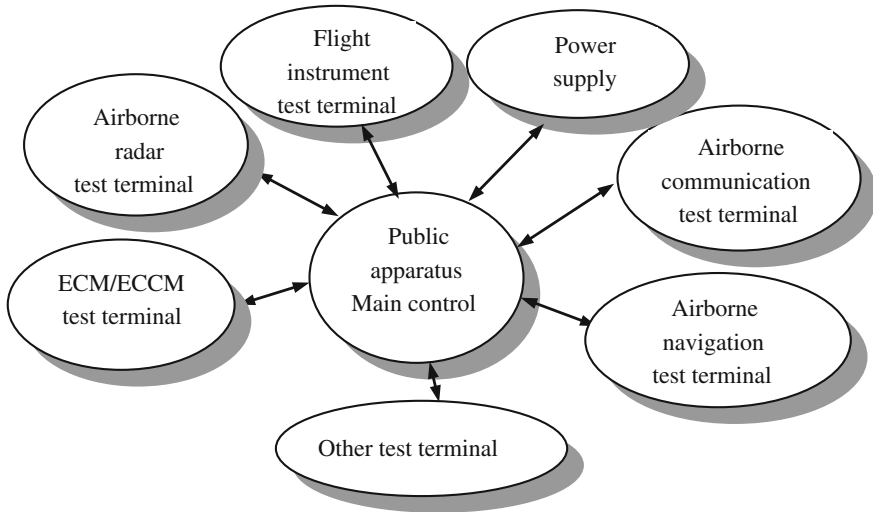 Flight
instrument
test terminal
Power
supply
Airborne
radar
test terminal
Airborne
communication
test terminal
Public
apparatus
Main control
ECM/ECCM
test terminal
Airborne
navigation
test terminal
Other test terminal